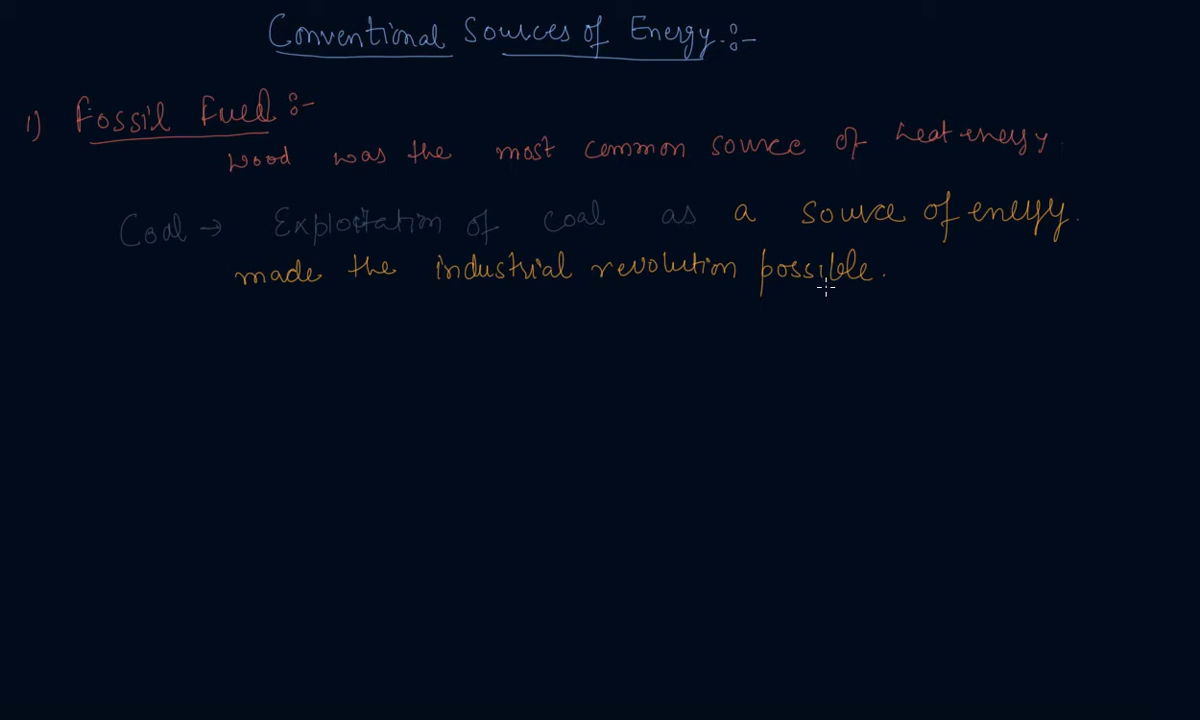 Conventional Sources of Energy :-
1) Fossil Fuel :-
Wood was the most common source of heat energy
Coal → Exploitation of coal as a source of energy.
made the industrial revolution possible.